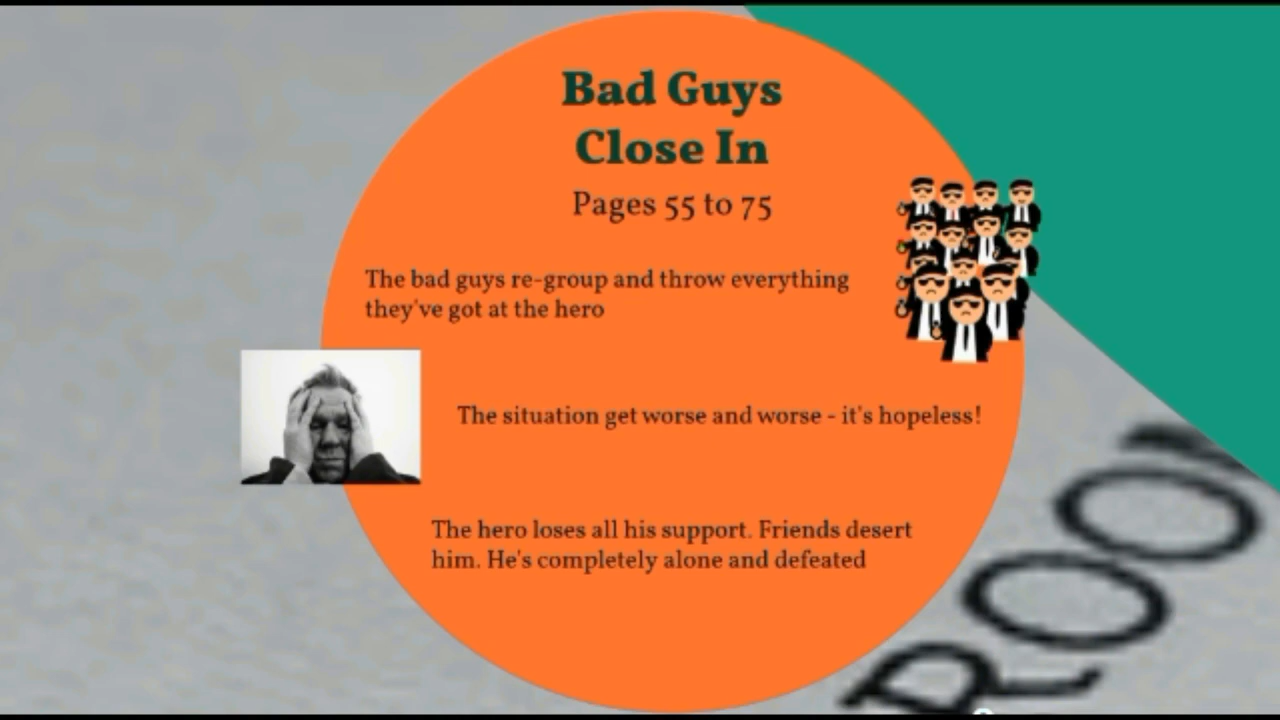 Bad Guys
Close In
Pages 55 to 75
The bad guys re-group and throw everything
they've got at the hero
The situation get worse and worse - it's hopeless!
The hero loses all his support. Friends desert
him. He's completely alone and defeated
ROO